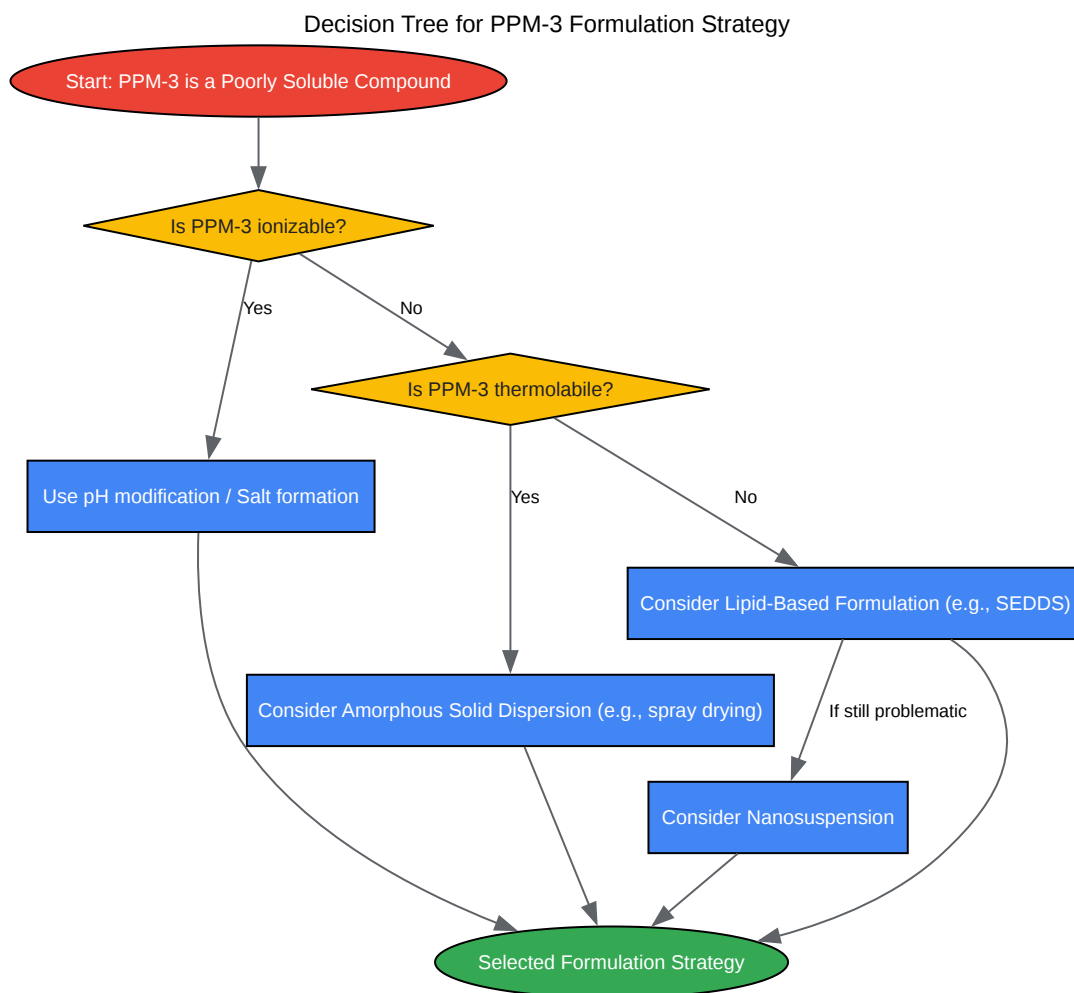 Decision Tree for PPM-3 Formulation Strategy
Start: PPM-3 is a Poorly Soluble Compound
Is PPM-3 ionizable?
Yes
No
Is PPM-3 thermolabile?
Use pH modification / Salt formation
Yes
No
Consider Lipid-Based Formulation (e.g., SEDDS)
Consider Amorphous Solid Dispersion (e.g., spray drying)
If still problematic
Consider Nanosuspension
Selected Formulation Strategy